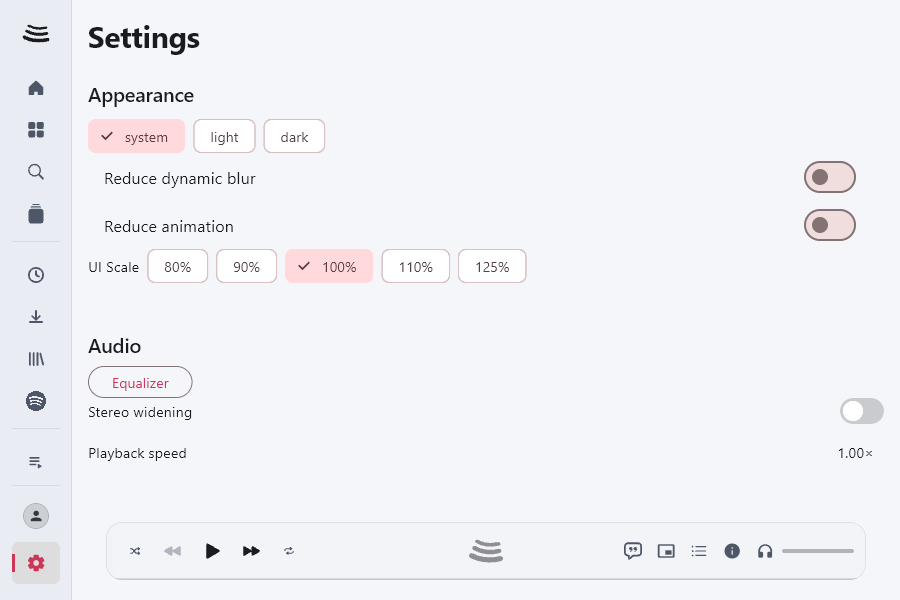 Settings
Appearance
system light dark
Reduce dynamic blur
Reduce animation
UI Scale 80% 90% 100% 110% 125%
Audio
Equalizer
Stereo widening
Playback speed 1.00×